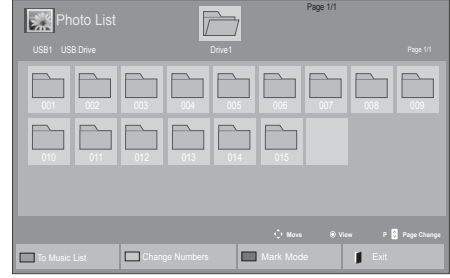 Page 1/1
Photo List
USB1 USB Drive Drive1 Page 1/1
001 002 003 004 005 006 007 008 009
010 011 012 013 014 015
Move View P Page Change
To Music List Change Numbers Mark Mode Exit